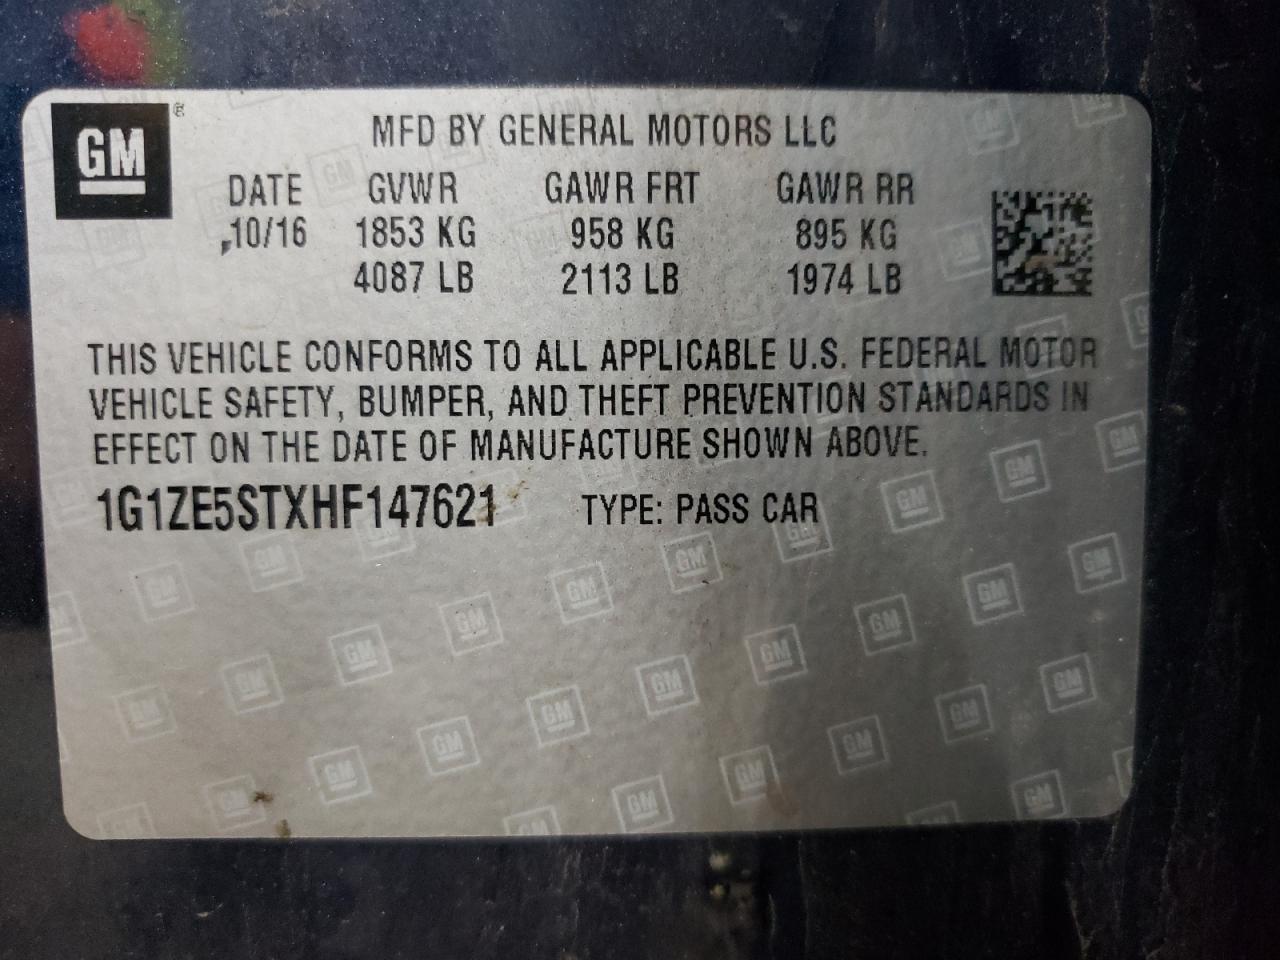 GM ®
MFD BY GENERAL MOTORS LLC
DATE GVWR GAWR FRT GAWR RR
10/16 1853 KG 958 KG 895 KG
4087 LB 2113 LB 1974 LB
THIS VEHICLE CONFORMS TO ALL APPLICABLE U.S. FEDERAL MOTOR
VEHICLE SAFETY, BUMPER, AND THEFT PREVENTION STANDARDS IN
EFFECT ON THE DATE OF MANUFACTURE SHOWN ABOVE.
1G1ZE5STXHF147621 TYPE: PASS CAR